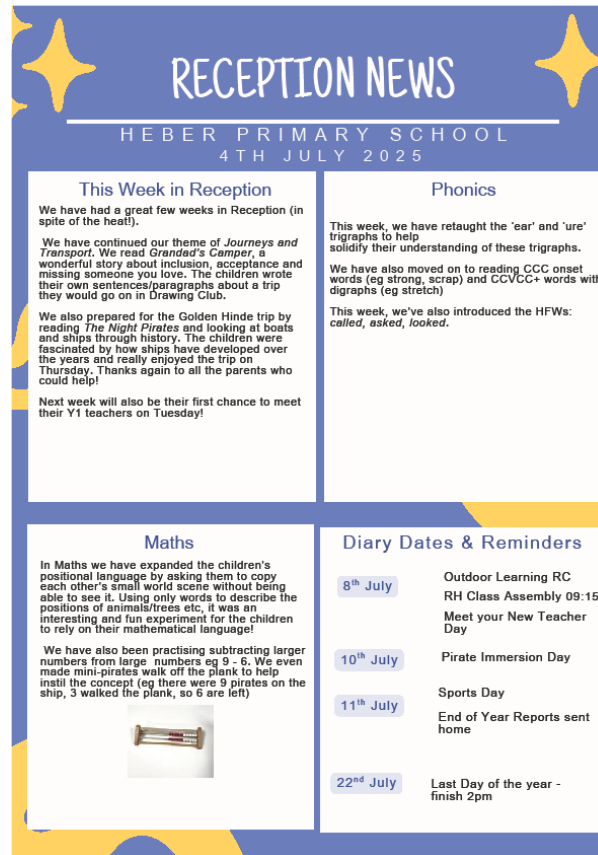 RECEPTION NEWS
HEBER PRIMARY SCHOOL
4TH JULY 2025
This Week in Reception
We have had a great few weeks in Reception (in
spite of the heat!).
We have continued our theme of Journeys and
Transport. We read Grandad's Camper, a
wonderful story about inclusion, acceptance and
missing someone you love. The children wrote
their own sentences/paragraphs about a trip
they would go on in Drawing Club.
We also prepared for the Golden Hinde trip by
reading The Night Pirates and looking at boats
and ships through history. The children were
fascinated by how ships have developed over
the years and really enjoyed the trip on
Thursday. Thanks again to all the parents who
could help!
Next week will also be their first chance to meet
their Y1 teachers on Tuesday!
Phonics
This week, we have retaught the 'ear' and 'ure'
trigraphs to help
solidify their understanding of these trigraphs.
We have also moved on to reading CCC onset
words (eg strong, scrap) and CCVCC+ words with
digraphs (eg stretch)
This week, we've also introduced the HFWs:
called, asked, looked.
Maths
In Maths we have expanded the children's
positional language by asking them to copy
each other's small world scene without being
able to see it. Using only words to describe the
positions of animals/trees etc, it was an
interesting and fun experiment for the children
to rely on their mathematical language!
We have also been practising subtracting larger
numbers from large numbers eg 9 - 6. We even
made mini-pirates walk off the plank to help
instil the concept (eg there were 9 pirates on the
ship, 3 walked the plank, so 6 are left)
Diary Dates & Reminders
8th July
Outdoor Learning RC
RH Class Assembly 09:15
Meet your New Teacher
Day
10th July
Pirate Immersion Day
11th July
Sports Day
End of Year Reports sent
home
22nd July
Last Day of the year -
finish 2pm